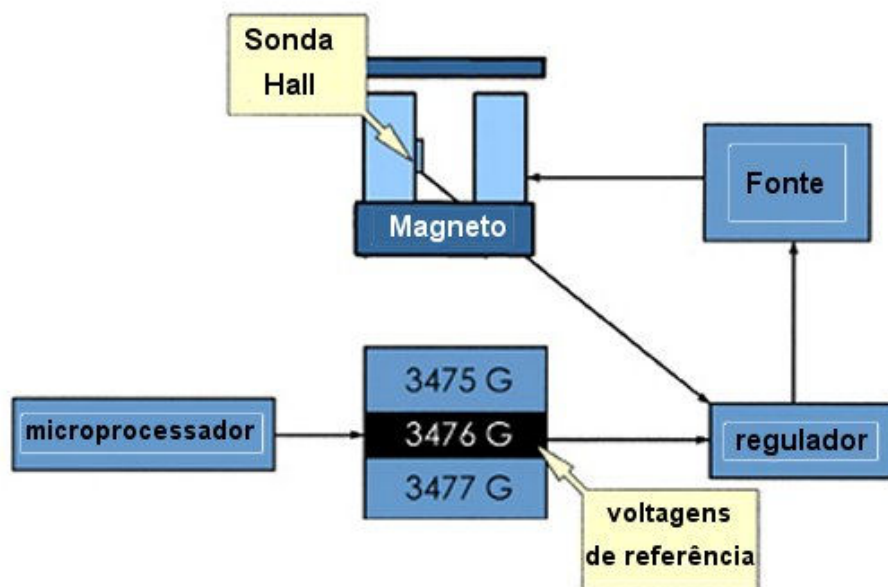 Sonda
Hall
Fonte
Magneto
3475 G
microprocessador
3476 G
regulador
3477 G
voltagens
de referência